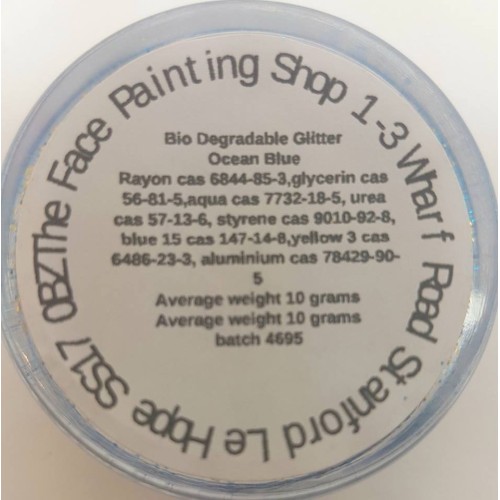 The Face Painting Shop 1-3 Wharf Road Stanford Le Hope SS17 0BZ
Bio Degradable Glitter
Ocean Blue
Rayon cas 6844-85-3,glycerin cas
56-81-5,aqua cas 7732-18-5, urea
cas 57-13-6, styrene cas 9010-92-8,
blue 15 cas 147-14-8,yellow 3 cas
6486-23-3, aluminium cas 78429-90-
5
Average weight 10 grams
Average weight 10 grams
batch 4695